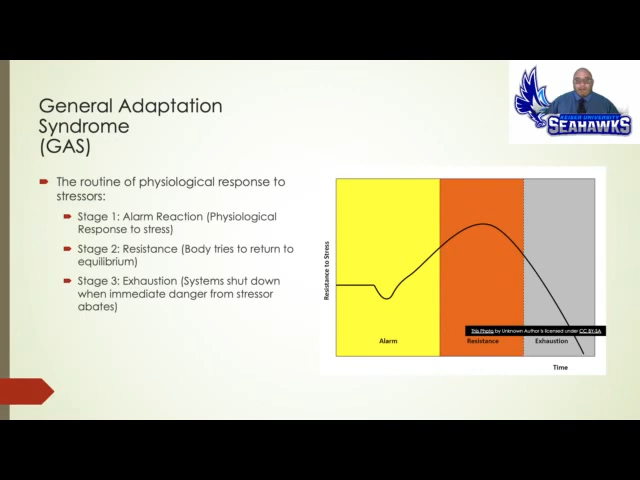 General Adaptation
Syndrome
(GAS)
The routine of physiological response to
stressors:
Stage 1: Alarm Reaction (Physiological
Response to stress)
Stage 2: Resistance (Body tries to return to
equilibrium)
Stage 3: Exhaustion (Systems shut down
when immediate danger from stressor
abates)
KEISER UNIVERSITY
SEAHAWKS
Resistance to Stress
This Photo by Unknown Author is licensed under CC BY-SA
Alarm
Resistance
Exhaustion
Time